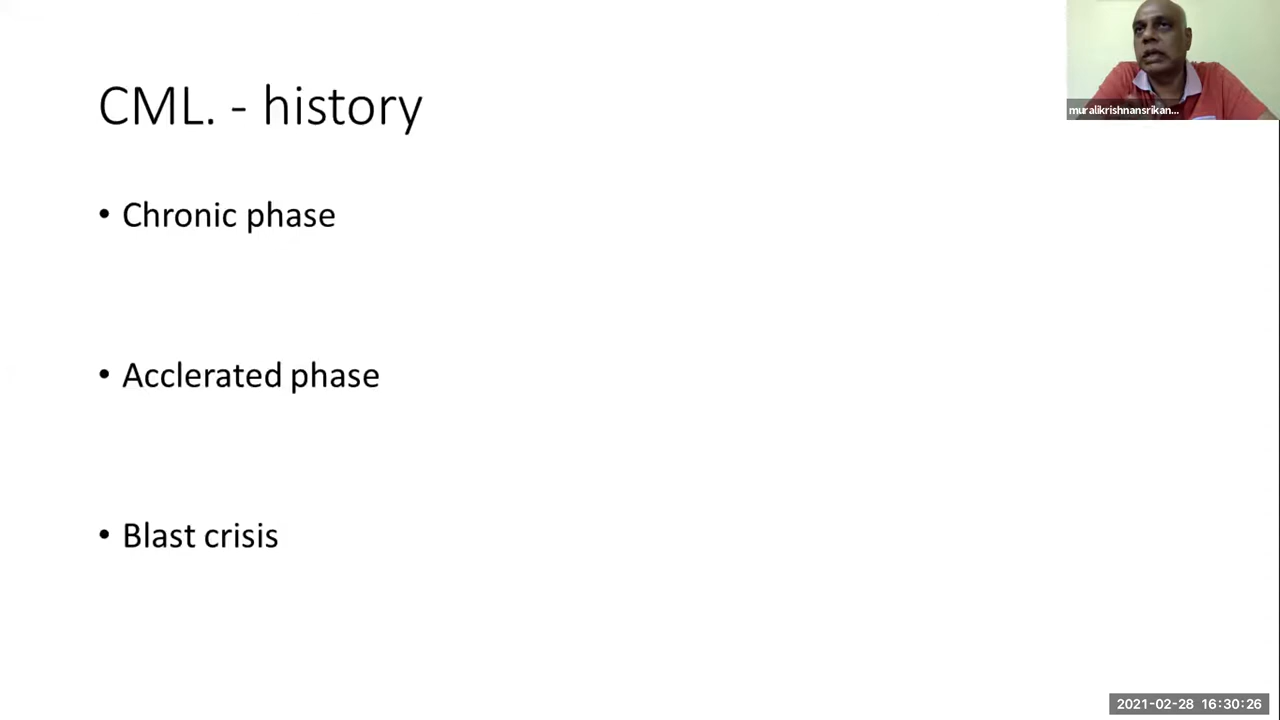 CML. - history
muralikrishnansrikan...
• Chronic phase
• Acclerated phase
• Blast crisis
2021-02-28 16:30:26